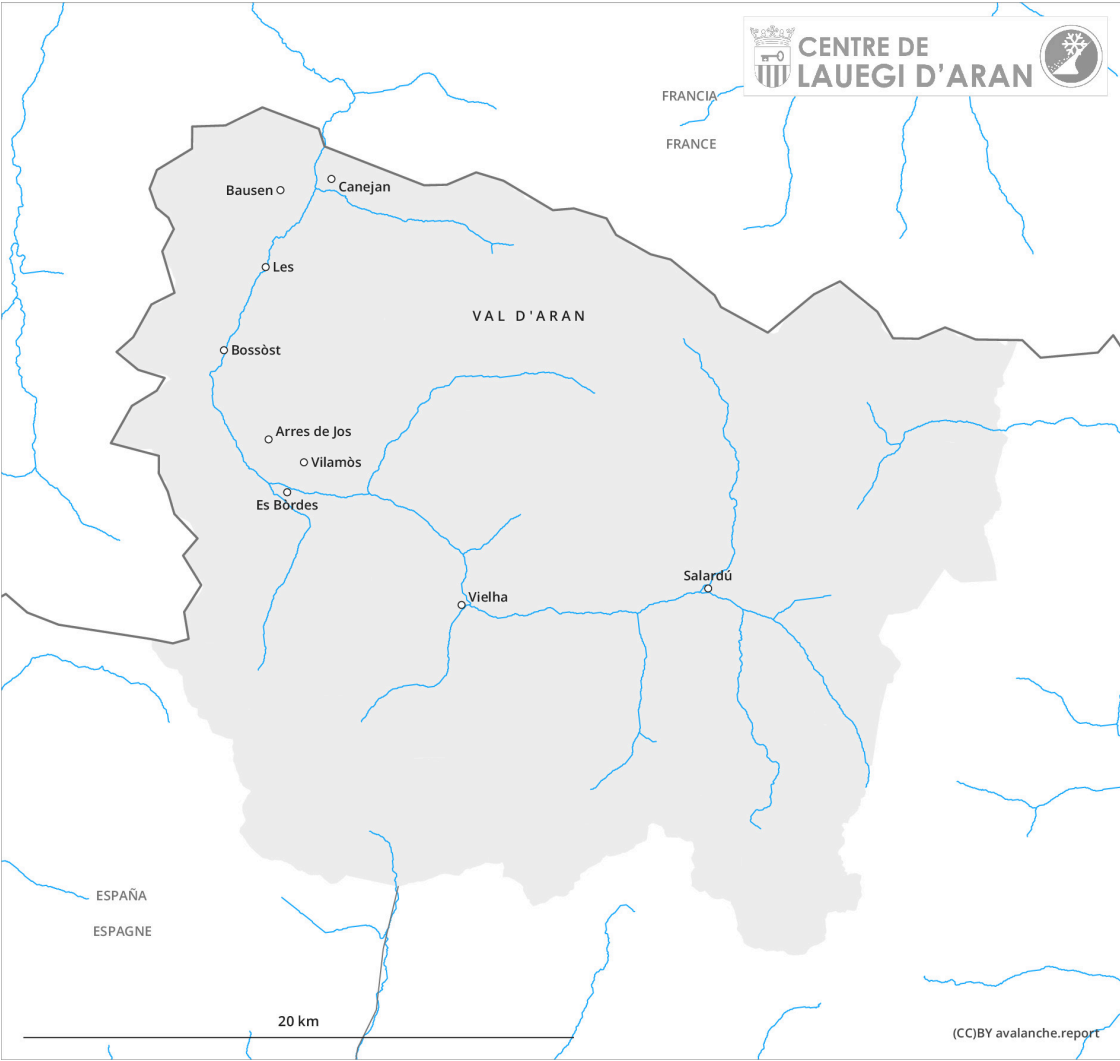 CENTRE DE
LAUEGI D'ARAN
FRANCIA
FRANCE
Bausen
Canejan
Les
VAL D'ARAN
Bossòst
Arres de Jos
Vilamòs
Es Bòrdes
Salardú
Vielha
ESPAÑA
ESPAGNE
20 km
(CC)BY avalanche.report